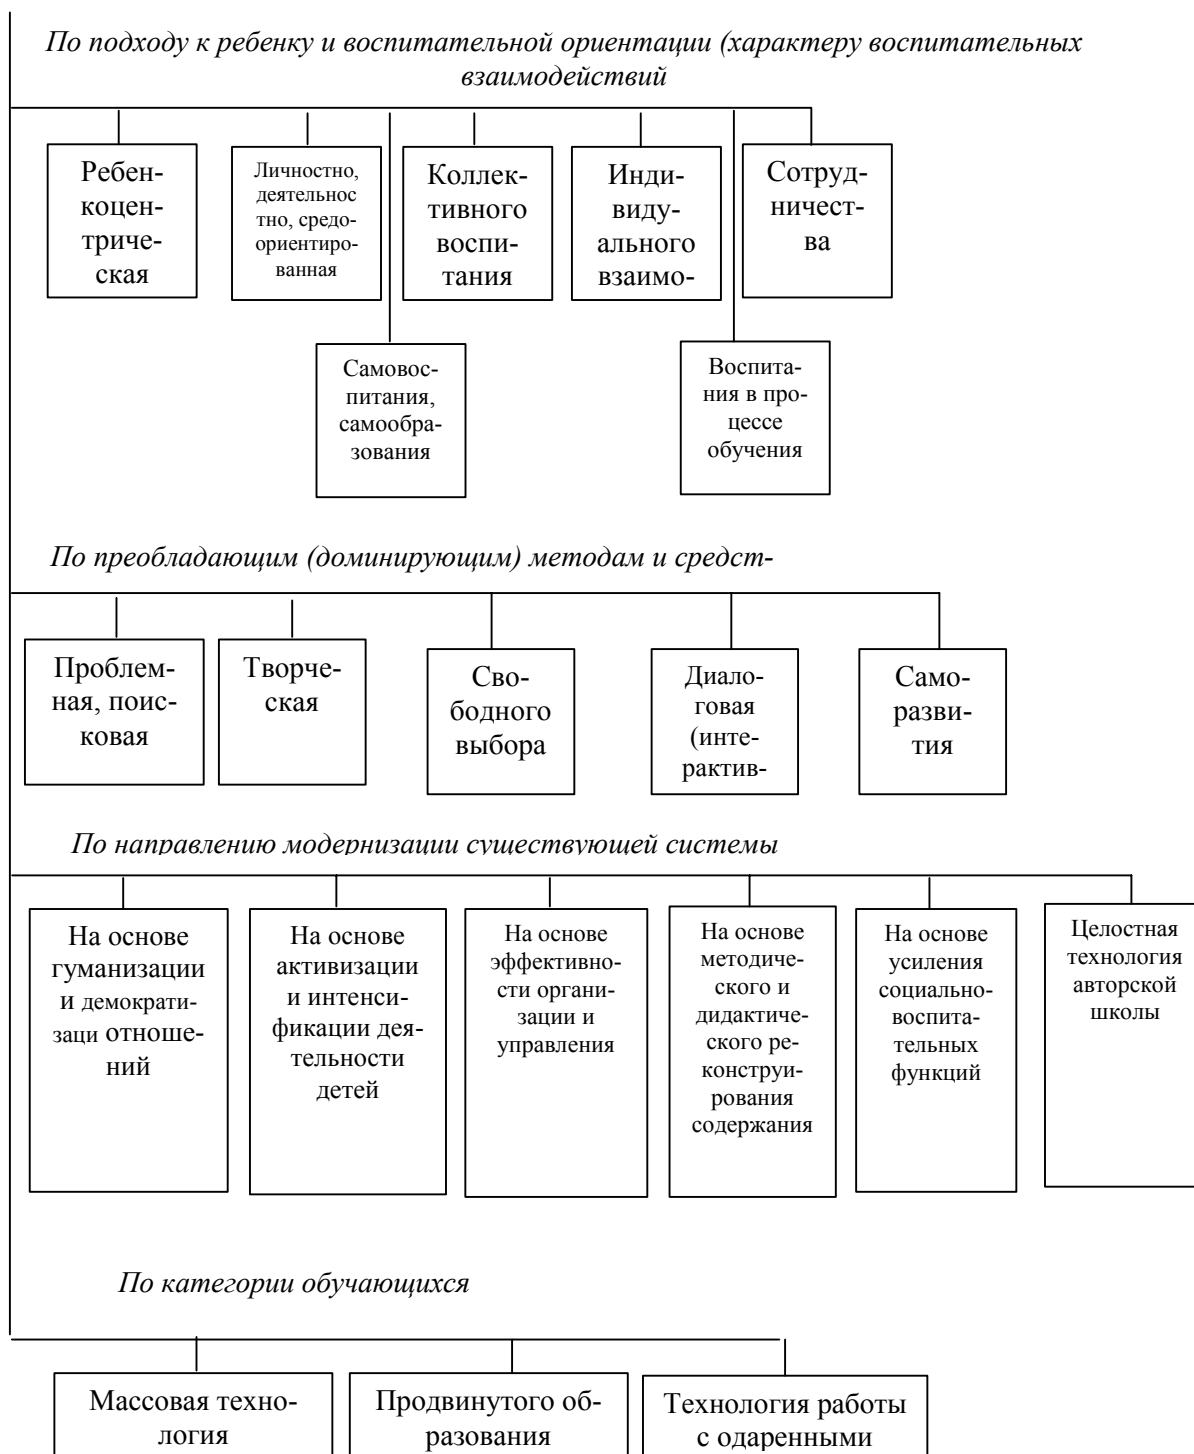 По подходу к ребенку и воспитательной ориентации (характеру воспитательных
взаимодействий
Ребен-
коцен-
триче-
ская
Личностно,
деятельнос
тно, средо-
ориентиро-
ванная
Коллек-
тивного
воспи-
тания
Инди-
виду-
ального
взаимо-
Сотруд-
ничест-
ва
Самовос-
питания,
самообра-
зования
Воспита-
ния в про-
цессе
обучения
По преобладающим (доминирующим) методам и средст-
Проблем-
ная, поис-
ковая
Творче-
ская
Сво-
бодного
выбора
Диало-
говая
(инте-
рактив-
Само-
разви-
тия
По направлению модернизации существующей системы
На основе
гуманизации
и демократи-
заци отноше-
ний
На основе
активизации
и интенси-
фикации дея-
тельности
детей
На основе
эффективно-
сти органи-
зации и
управления
На основе
методиче-
ского и
дидактиче-
ского ре-
конструи-
рования
содержания
На основе
усиления
социально-
воспита-
тельных
функций
Целостная
технология
авторской
школы
По категории обучающихся
Массовая техно-
логия
Продвинутого об-
разования
Технология работы
с одаренными